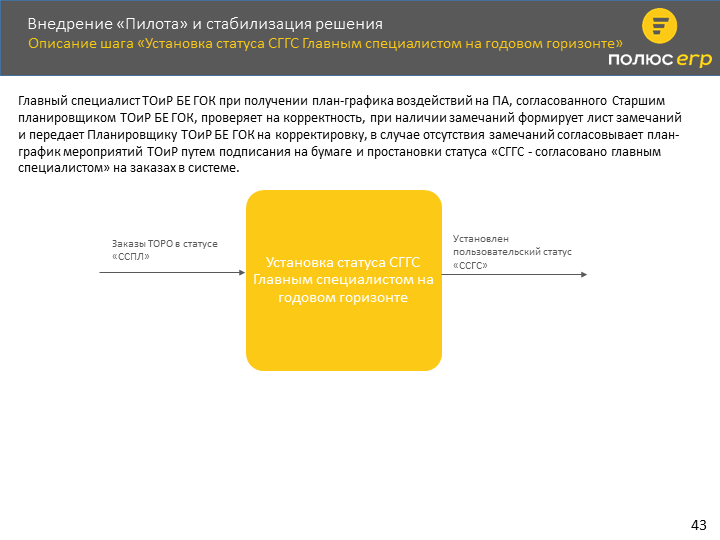 Внедрение «Пилота» и стабилизация решения
Описание шага «Установка статуса СГГС Главным специалистом на годовом горизонте»
ПОЛЮС erp
Главный специалист ТОиР БЕ ГОК при получении план-графика воздействий на ПА, согласованного Старшим
планировщиком ТОиР БЕ ГОК, проверяет на корректность, при наличии замечаний формирует лист замечаний
и передает Планировщику ТОиР БЕ ГОК на корректировку, в случае отсутствия замечаний согласовывает план-
график мероприятий ТОиР путем подписания на бумаге и простановки статуса «СГГС - согласовано главным
специалистом» на заказах в системе.
Заказы ТОРО в статусе
«ССПЛ»
Установка статуса СГГС
Главным специалистом на
годовом горизонте
Установлен
пользовательский статус
«ССГС»
43